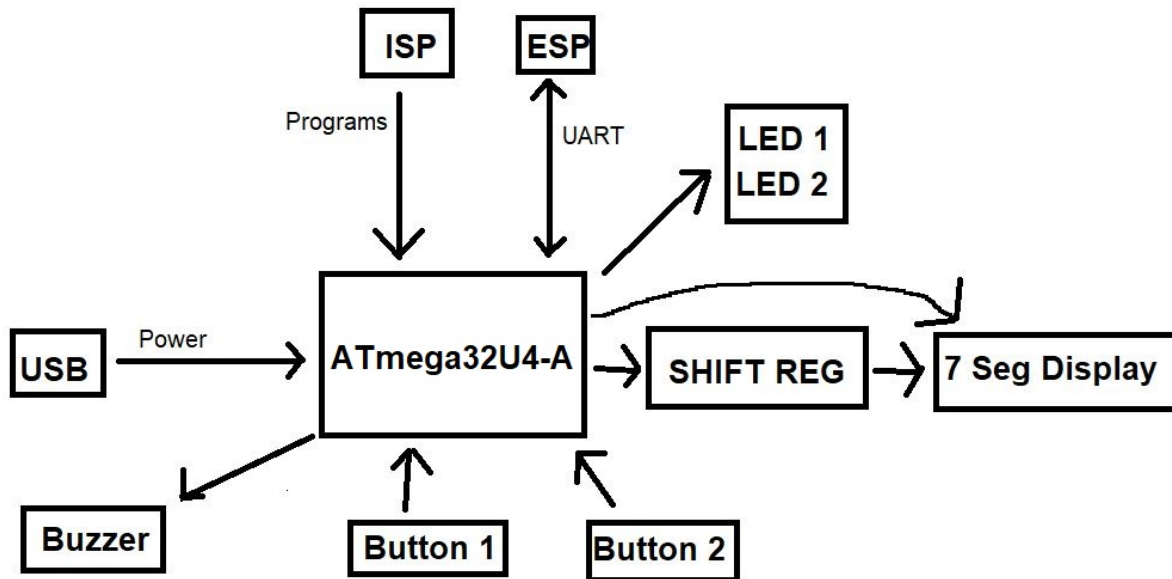 ISP
ESP
Programs
UART
LED 1
LED 2
Power
USB
ATmega32U4-A
SHIFT REG
7 Seg Display
Buzzer
Button 1
Button 2